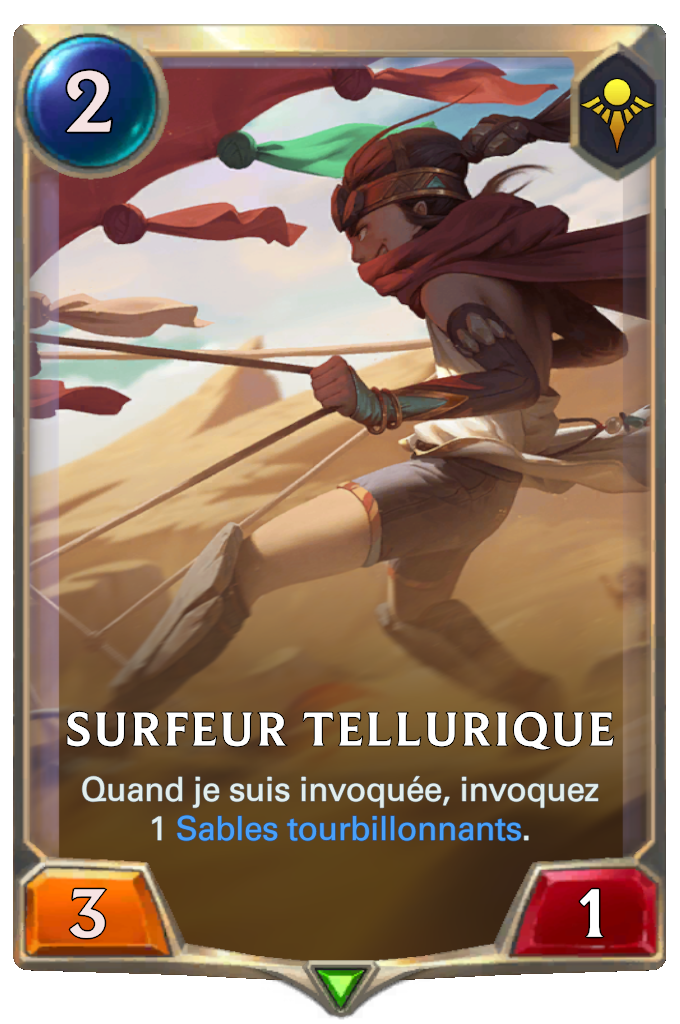 2
SURFEUR TELLURIQUE
Quand je suis invoquée, invoquez
1 Sables tourbillonnants.
3
1